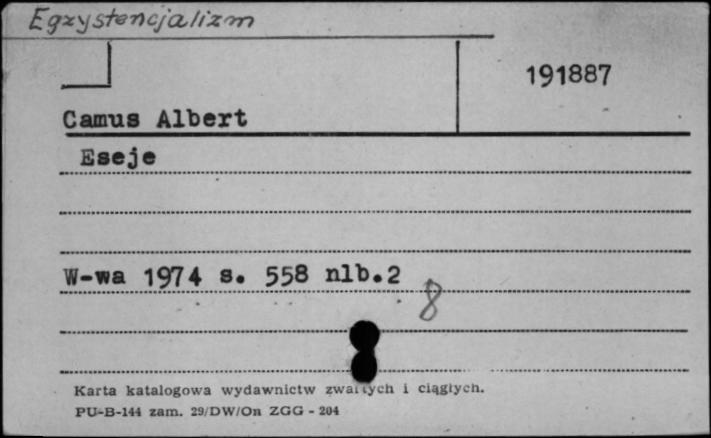 Egzystencjalizm
191887
Camus Albert
Eseje
W-wa 1974 s. 558 nlb.2
8
Karta katalogowa wydawnictw zwartych i ciągłych.
PU-B-144 zam. 29/DW/On ZGG - 204